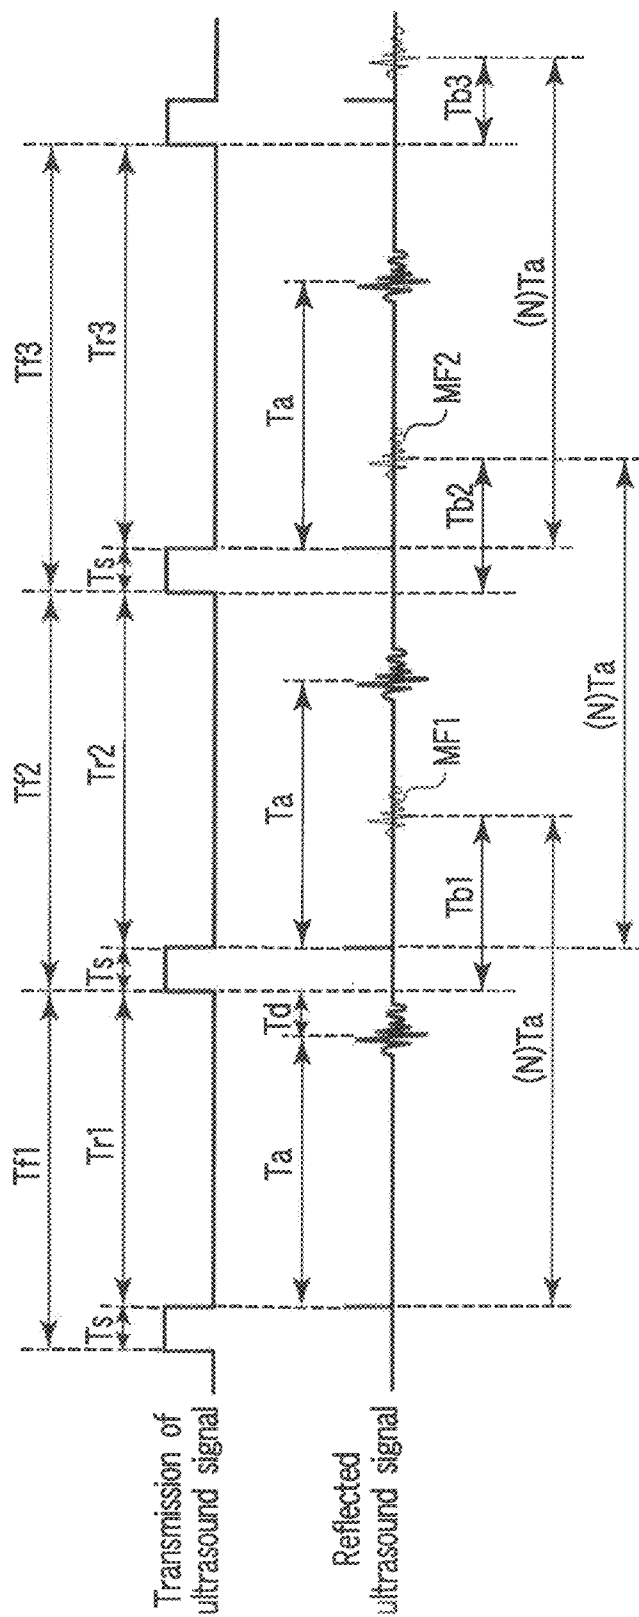 Tf1 Tf2 Tf3
Ts Tr1 Ts Tr2 Ts Tr3
Transmission of
ultrasound signal
Ta Td Ta Ta
Reflected
ultrasound signal
MF1 MF2
Tb1 Tb2 Tb3
(N)Ta (N)Ta
(N)Ta